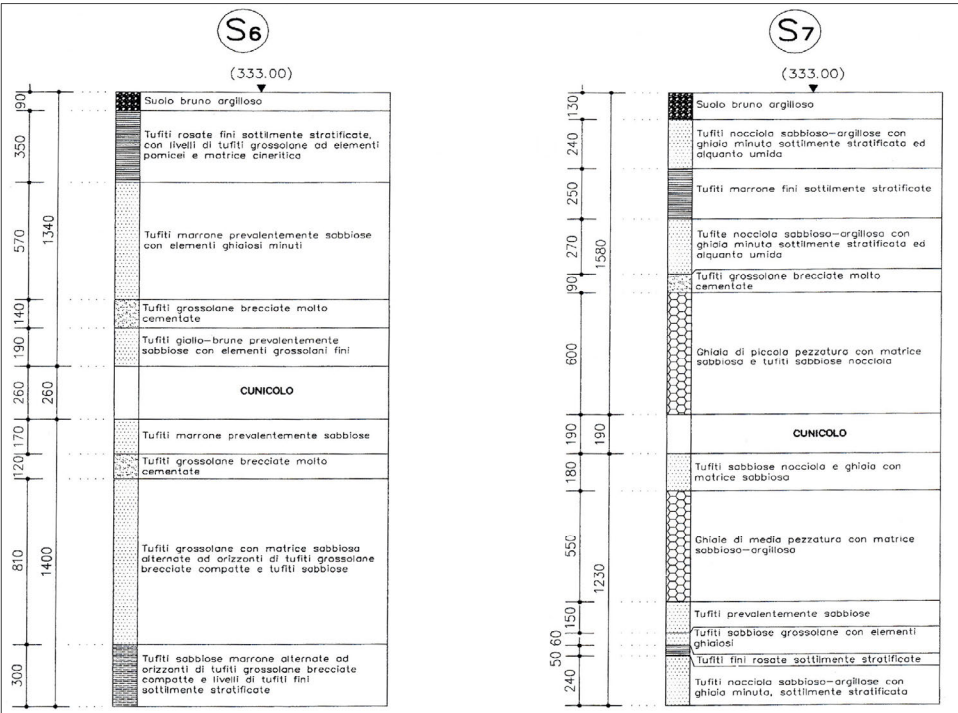 S6
(333.00)
90
350
570
140
190
260
170
120
810
300
1340
260
1400
Suolo bruno argilloso
Tufiti rosate fini sottilmente stratificate,
con livelli di tufiti grossolane ad elementi
pomicei e matrice cineritica
Tufiti marrone prevalentemente sabbiose
con elementi ghiaiosi minuti
Tufiti grossolane brecciate molto
cementate
Tufiti giallo-brune prevalentemente
sabbiose con elementi grossolani fini
CUNICOLO
Tufiti marrone prevalentemente sabbiose
Tufiti grossolane brecciate molto
cementate
Tufiti grossolane con matrice sabbiosa
alternate ad orizzonti di tufiti grossolane
brecciate compatte e tufiti sabbiose
Tufiti sabbiose marrone alternate ad
orizzonti di tufiti grossolane brecciate
compatte e livelli di tufiti fini
sottilmente stratificate
S7
(333.00)
130
240
250
270
90
600
190
180
550
150
60
50
240
1580
190
1230
Suolo bruno argilloso
Tufiti nocciola sabbioso-argillose con
ghiaia minuta sottilmente stratificata ed
alquanto umida
Tufiti marrone fini sottilmente stratificate
Tufite nocciola sabbioso-argillosa con
ghiaia minuta sottilmente stratificata ed
alquanto umida
Tufiti grossolane brecciate molto
cementate
Ghiaia di piccola pezzatura con matrice
sabbiosa e tufiti sabbiose nocciola
CUNICOLO
Tufiti sabbiose nocciola e ghiaia con
matrice sabbiosa
Ghiaie di media pezzatura con matrice
sabbioso-argillosa
Tufiti prevalentemente sabbiose
Tufiti sabbiose grossolane con elementi
ghiaiosi
Tufiti fini rosate sottilmente stratificate
Tufiti nocciola sabbioso-argillose con
ghiaia minuta, sottilmente stratificata